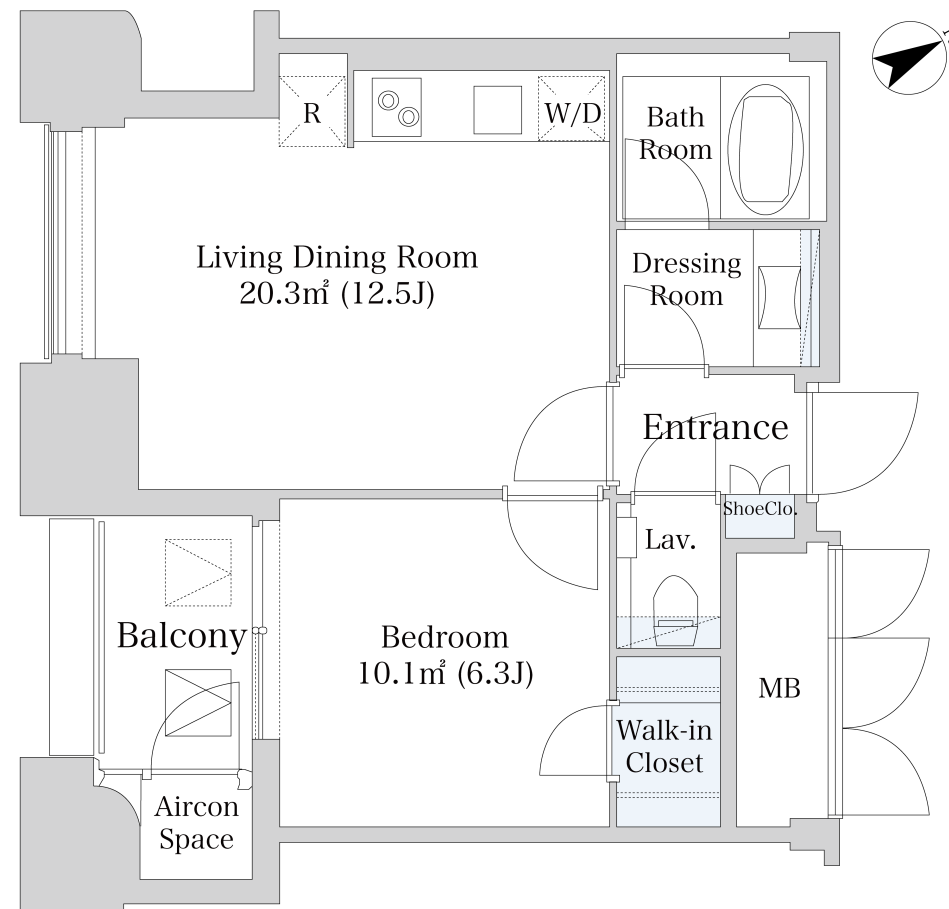 R
W/D
Bath
Room
Living Dining Room
20.3㎡ (12.5J)
Dressing
Room
Entrance
ShoeClo.
Lav.
Balcony
Bedroom
10.1㎡ (6.3J)
MB
Walk-in
Closet
Aircon
Space